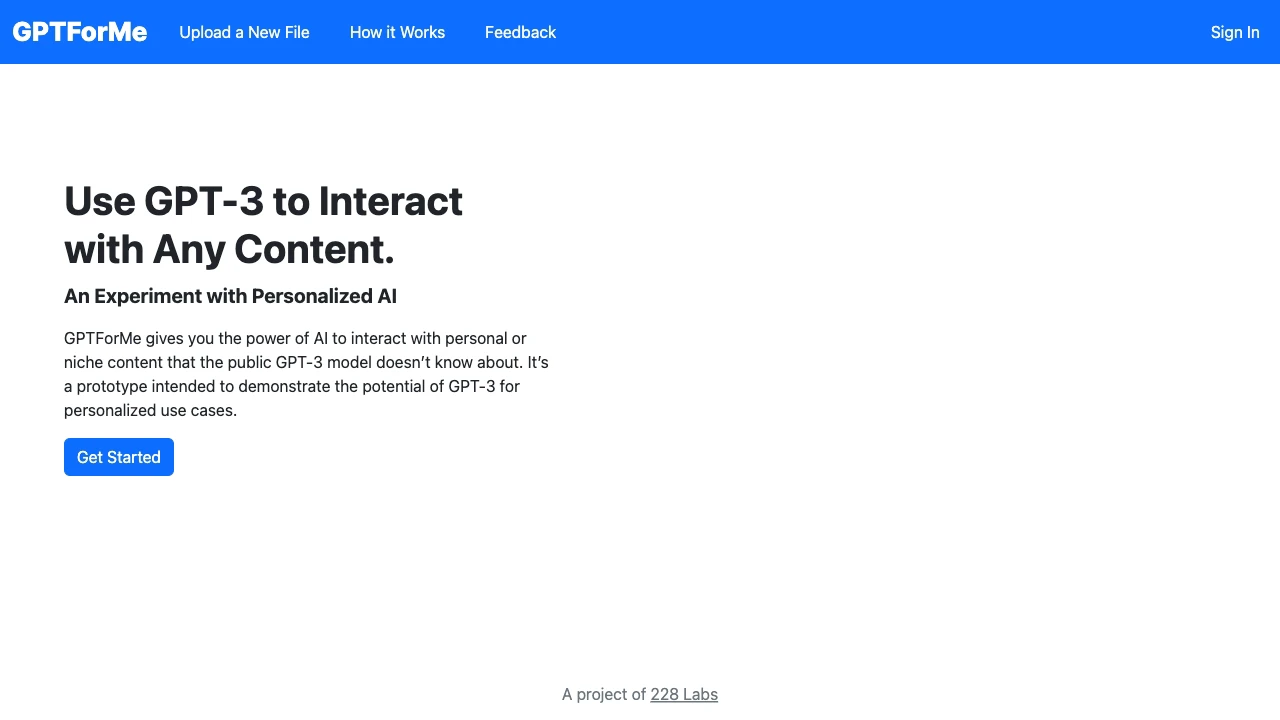 GPTForMe
Upload a New File
How it Works
Feedback
Sign In
Use GPT-3 to Interact
with Any Content.
An Experiment with Personalized AI
GPTForMe gives you the power of AI to interact with personal or
niche content that the public GPT-3 model doesn’t know about. It’s
a prototype intended to demonstrate the potential of GPT-3 for
personalized use cases.
Get Started
A project of 228 Labs